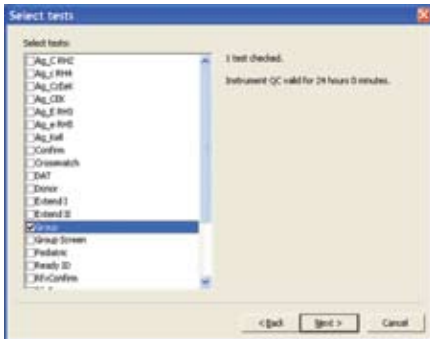 Select tests
Select tests:
Ag_C RH2
Ag_c RH4
Ag_CcEeK
Ag_CEK
Ag_E RH3
Ag_e RH5
Ag_Kell
Confirm
Crossmatch
DAT
Donor
Extend I
Extend II
Group
Group Screen
Pediatric
Ready ID
RFvConfirm
1 test checked.
Instrument QC valid for 24 hours 0 minutes.
< Back
Next >
Cancel